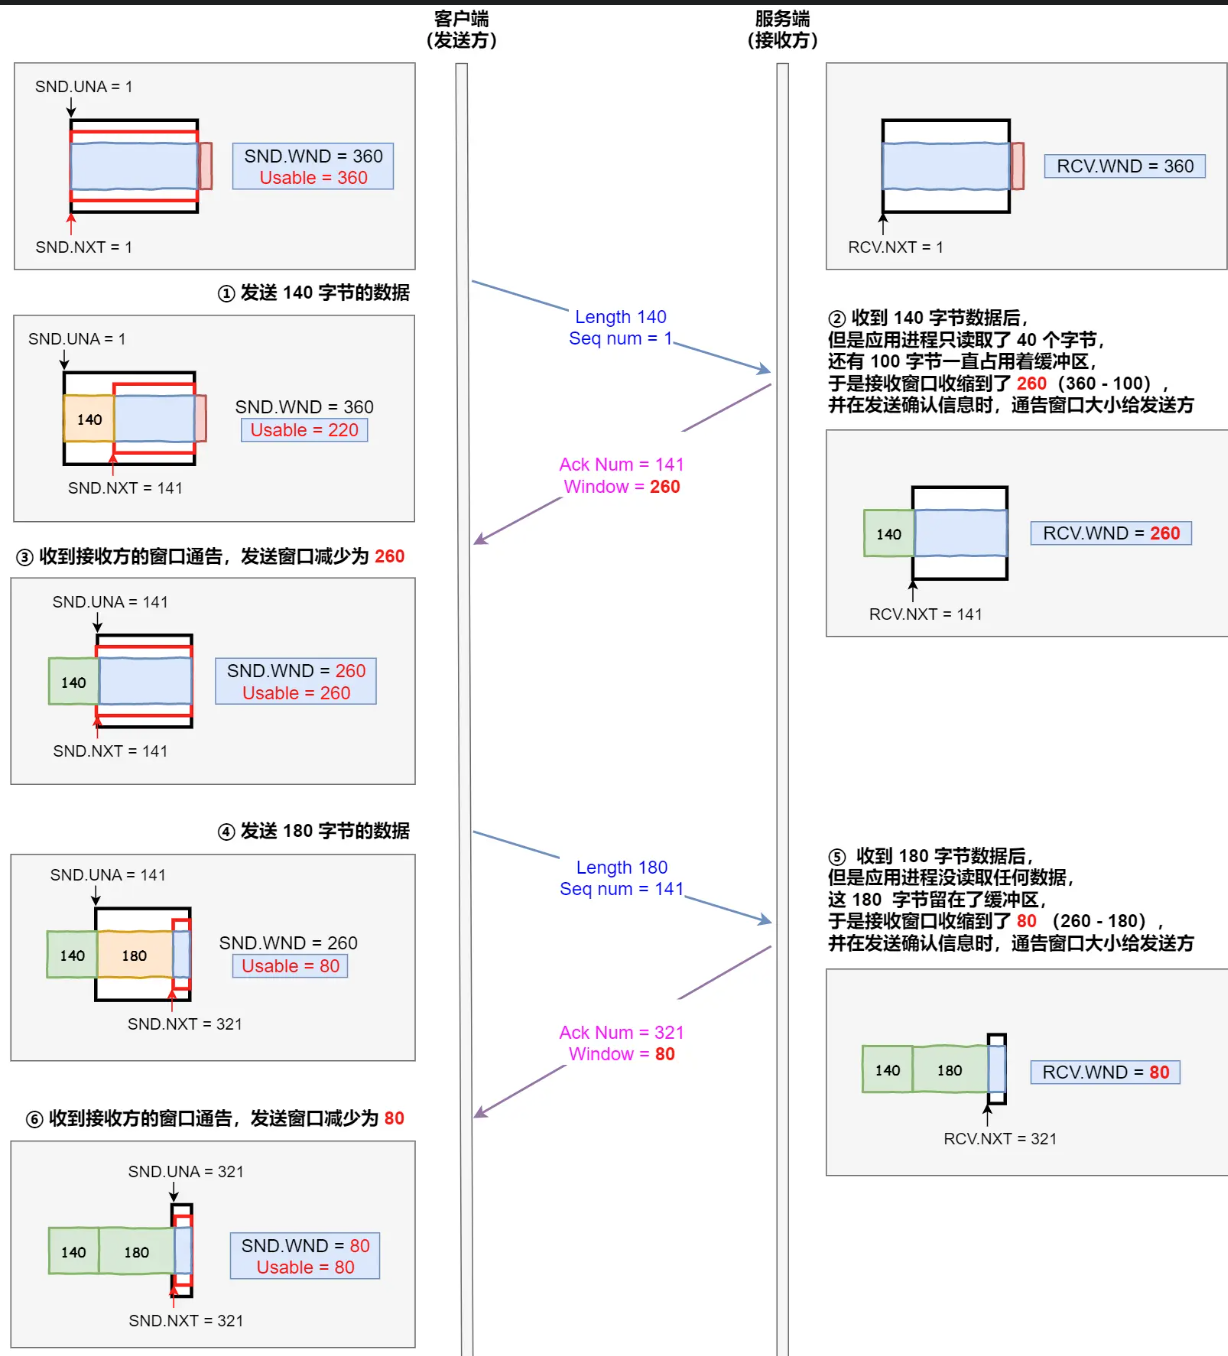 客户端
（发送方）
服务端
（接收方）
SND.UNA = 1
SND.WND = 360
Usable = 360
SND.NXT = 1
RCV.WND = 360
RCV.NXT = 1
① 发送 140 字节的数据
Length 140
Seq num = 1
② 收到 140 字节数据后，
但是应用进程只读取了 40 个字节，
还有 100 字节一直占用着缓冲区，
于是接收窗口收缩到了 260（360 - 100），
并在发送确认信息时，通告窗口大小给发送方
SND.UNA = 1
140
SND.WND = 360
Usable = 220
SND.NXT = 141
Ack Num = 141
Window = 260
140
RCV.WND = 260
RCV.NXT = 141
③ 收到接收方的窗口通告，发送窗口减少为 260
SND.UNA = 141
140
SND.WND = 260
Usable = 260
SND.NXT = 141
④ 发送 180 字节的数据
Length 180
Seq num = 141
⑤ 收到 180 字节数据后，
但是应用进程没读取任何数据，
这 180 字节留在了缓冲区，
于是接收窗口收缩到了 80 （260 - 180），
并在发送确认信息时，通告窗口大小给发送方
SND.UNA = 141
140
180
SND.WND = 260
Usable = 80
SND.NXT = 321
Ack Num = 321
Window = 80
140
180
RCV.WND = 80
RCV.NXT = 321
⑥ 收到接收方的窗口通告，发送窗口减少为 80
SND.UNA = 321
140
180
SND.WND = 80
Usable = 80
SND.NXT = 321